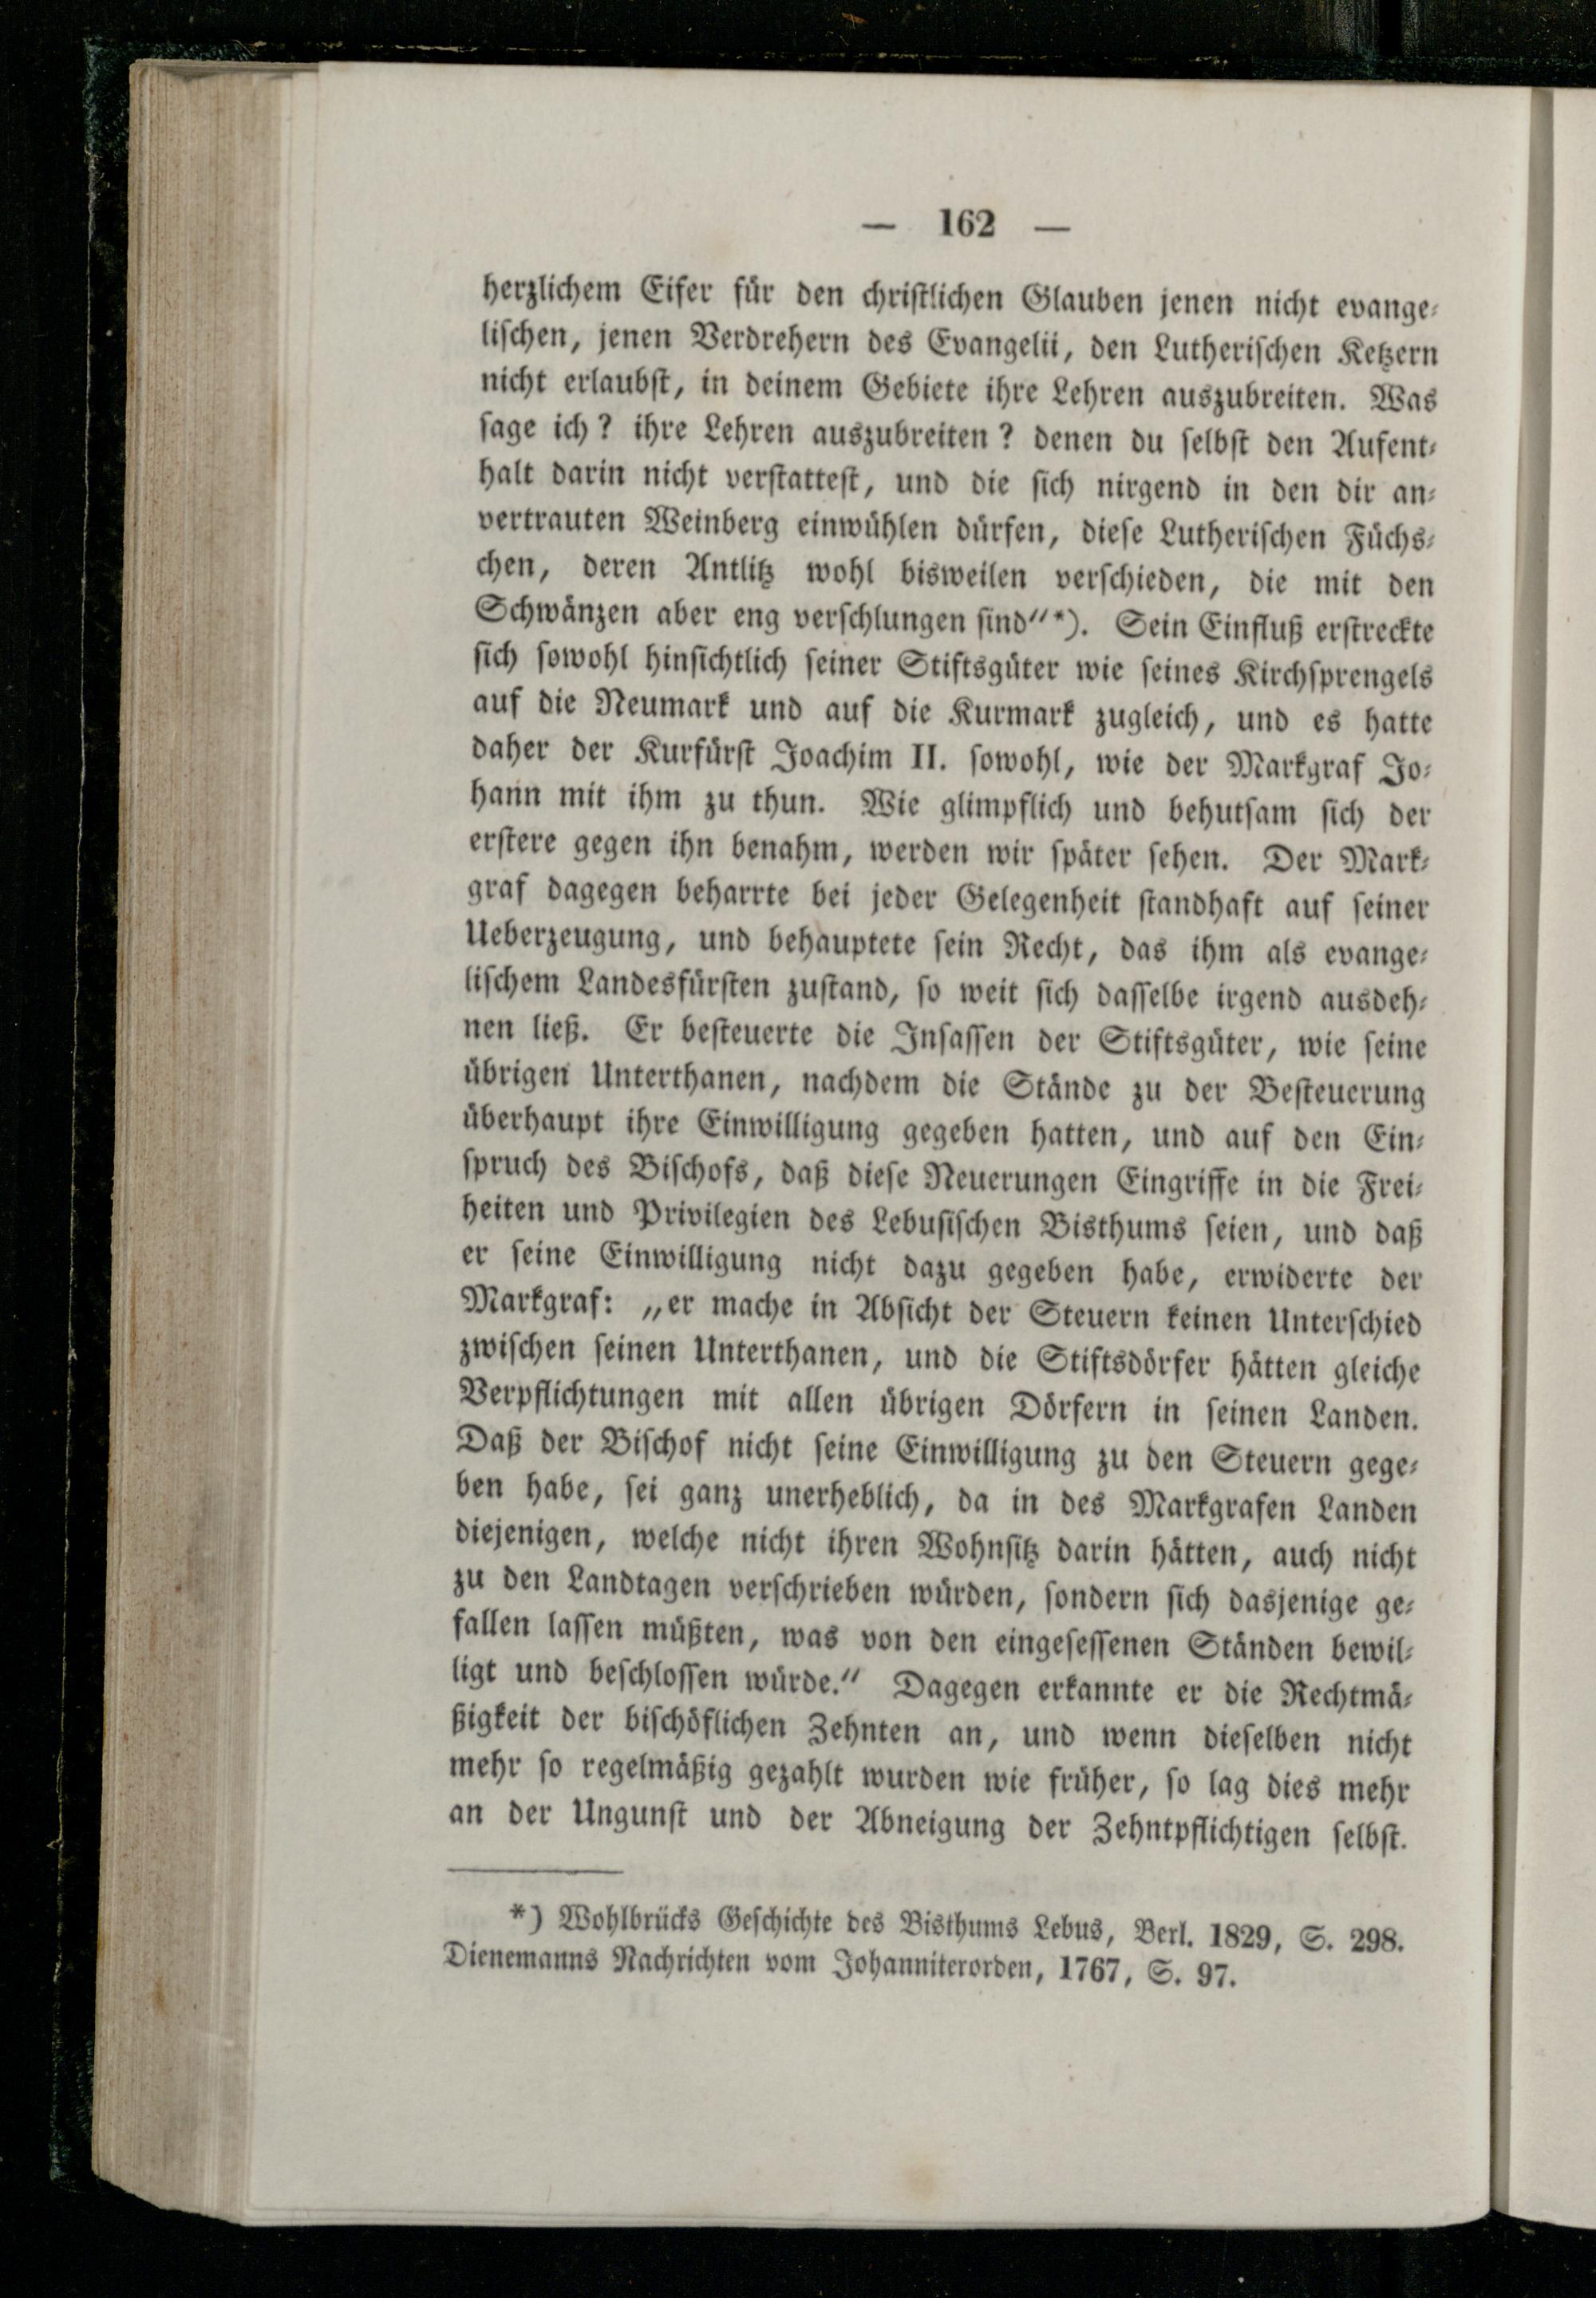 — 162 —
herzlichem Eifer für den christlichen Glauben jenen nicht evange-
lischen, jenen Verdrehern des Evangelii, den Lutherischen Ketzern
nicht erlaubst, in deinem Gebiete ihre Lehren auszubreiten. Was
sage ich? ihre Lehren auszubreiten? denen du selbst den Aufent-
halt darin nicht verstattest, und die sich nirgend in den dir an-
vertrauten Weinberg einwühlen dürfen, diese Lutherischen Füchs-
chen, deren Antlitz wohl bisweilen verschieden, die mit den
Schwänzen aber eng verschlungen sind“*). Sein Einfluß erstreckte
sich sowohl hinsichtlich seiner Stiftsgüter wie seines Kirchsprengels
auf die Neumark und auf die Kurmark zugleich, und es hatte
daher der Kurfürst Joachim II. sowohl, wie der Markgraf Jo-
hann mit ihm zu thun. Wie glimpflich und behutsam sich der
erstere gegen ihn benahm, werden wir später sehen. Der Mark-
graf dagegen beharrte bei jeder Gelegenheit standhaft auf seiner
Ueberzeugung, und behauptete sein Recht, das ihm als evange-
lischem Landesfürsten zustand, so weit sich dasselbe irgend ausdeh-
nen ließ. Er besteuerte die Insassen der Stiftsgüter, wie seine
übrigen Unterthanen, nachdem die Stände zu der Besteuerung
überhaupt ihre Einwilligung gegeben hatten, und auf den Ein-
spruch des Bischofs, daß diese Neuerungen Eingriffe in die Frei-
heiten und Privilegien des Lebusischen Bisthums seien, und daß
er seine Einwilligung nicht dazu gegeben habe, erwiderte der
Markgraf: „er mache in Absicht der Steuern keinen Unterschied
zwischen seinen Unterthanen, und die Stiftsdörfer hätten gleiche
Verpflichtungen mit allen übrigen Dörfern in seinen Landen.
Daß der Bischof nicht seine Einwilligung zu den Steuern gege-
ben habe, sei ganz unerheblich, da in des Markgrafen Landen
diejenigen, welche nicht ihren Wohnsitz darin hätten, auch nicht
zu den Landtagen verschrieben würden, sondern sich dasjenige ge-
fallen lassen müßten, was von den eingesessenen Ständen bewil-
ligt und beschlossen würde.“ Dagegen erkannte er die Rechtmä-
ßigkeit der bischöflichen Zehnten an, und wenn dieselben nicht
mehr so regelmäßig gezahlt wurden wie früher, so lag dies mehr
an der Ungunst und der Abneigung der Zehntpflichtigen selbst.
*) Wohlbrücks Geschichte des Bisthums Lebus, Berl. 1829, S. 298.
Dienemanns Nachrichten vom Johanniterorden, 1767, S. 97.